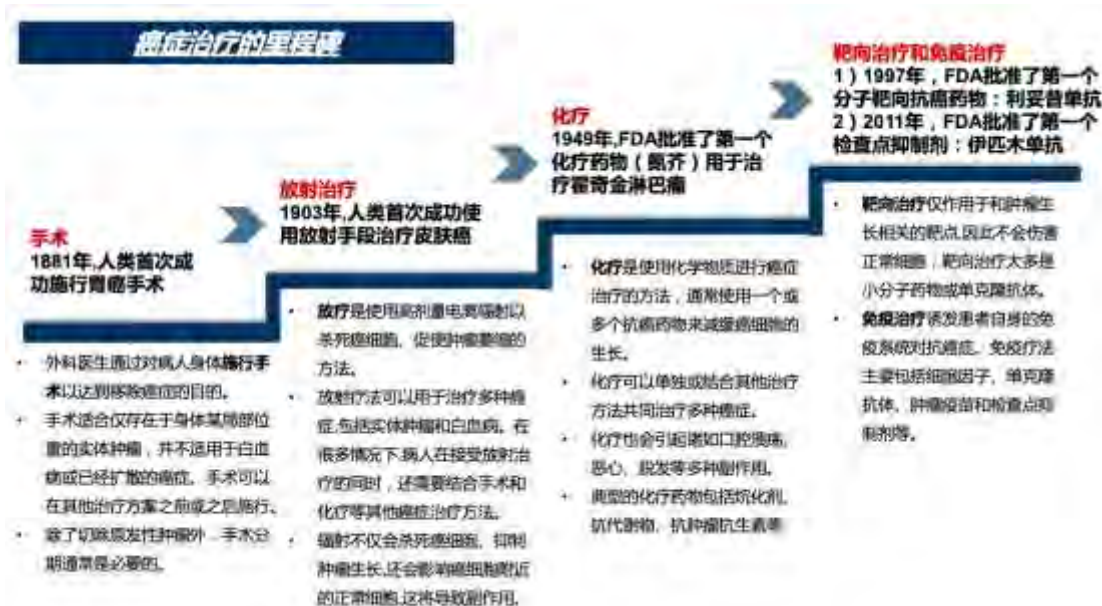 癌症治疗的里程碑
手术
1881年,人类首次成
功施行胃癌手术
外科医生通过对病人身体施行手
术以达到移除癌症的目的。
手术适合仅存在于身体某局部位
置的实体肿瘤，并不适用于白血
病或已经扩散的癌症。手术可以
在其他治疗方案之前或之后施行。
除了切除原发性肿瘤外，手术分
期通常是必要的。
放射治疗
1903年,人类首次成功使
用放射手段治疗皮肤癌
放疗是使用高剂量电离辐射以
杀死癌细胞、促使肿瘤萎缩的
方法。
放射疗法可以用于治疗多种癌
症,包括实体肿瘤和白血病。在
很多情况下,病人在接受放射治
疗的同时，还需要结合手术和
化疗等其他癌症治疗方法。
辐射不仅会杀死癌细胞、抑制
肿瘤生长,还会影响癌细胞附近
的正常细胞,这将导致副作用。
化疗
1949年,FDA批准了第一个
化疗药物（氮芥）用于治
疗霍奇金淋巴瘤
化疗是使用化学物质进行癌症
治疗的方法，通常使用一个或
多个抗癌药物来减缓癌细胞的
生长。
化疗可以单独或结合其他治疗
方法共同治疗多种癌症。
化疗也会引起诸如口腔溃疡、
恶心、脱发等多种副作用。
典型的化疗药物包括烷化剂、
抗代谢物、抗肿瘤抗生素等
靶向治疗和免疫治疗
1）1997年，FDA批准了第一个
分子靶向抗癌药物：利妥昔单抗
2）2011年，FDA批准了第一个
检查点抑制剂：伊匹木单抗
靶向治疗仅作用于和肿瘤生
长相关的靶点,因此不会伤害
正常细胞，靶向治疗大多是
小分子药物或单克隆抗体。
免疫治疗诱发患者自身的免
疫系统对抗癌症。免疫疗法
主要包括细胞因子、单克隆
抗体、肿瘤疫苗和检查点抑
制剂等。